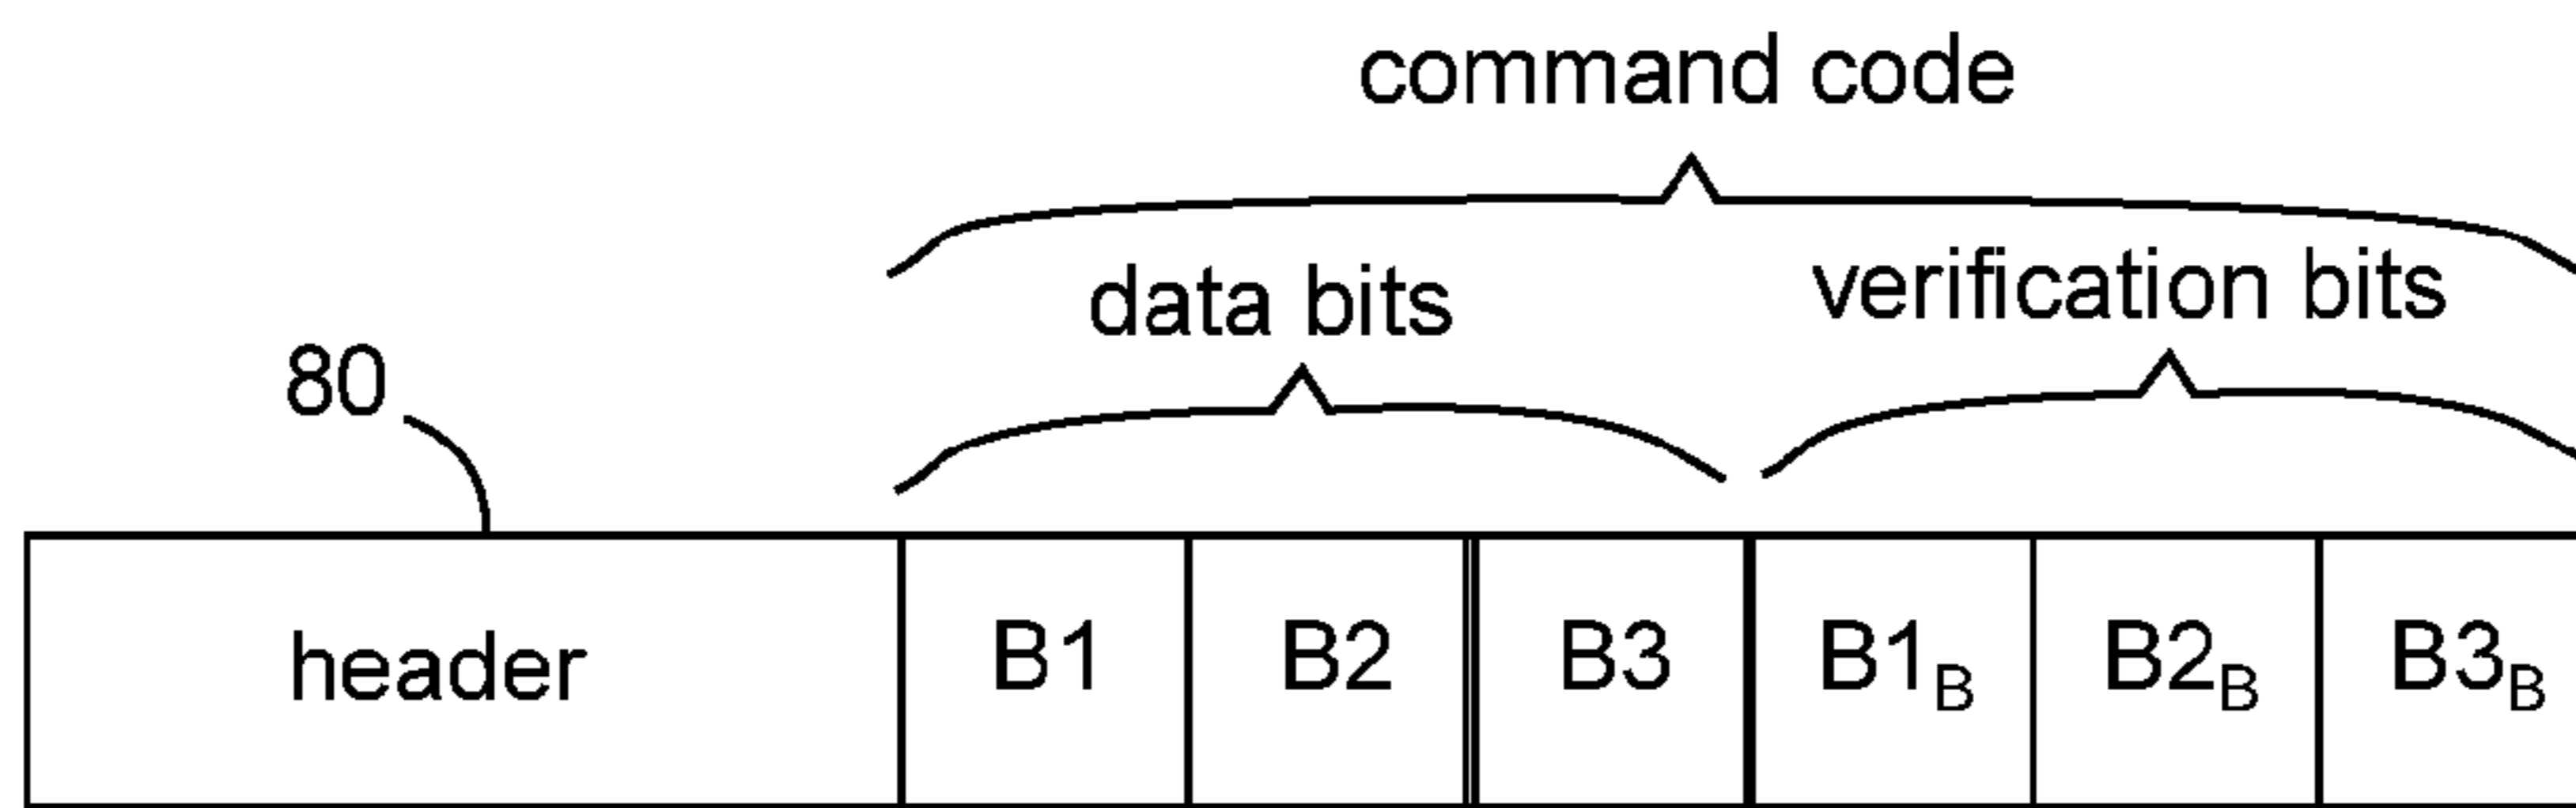 command code
data bits
verification bits
80
header B1 B2 B3 B1B B2B B3B